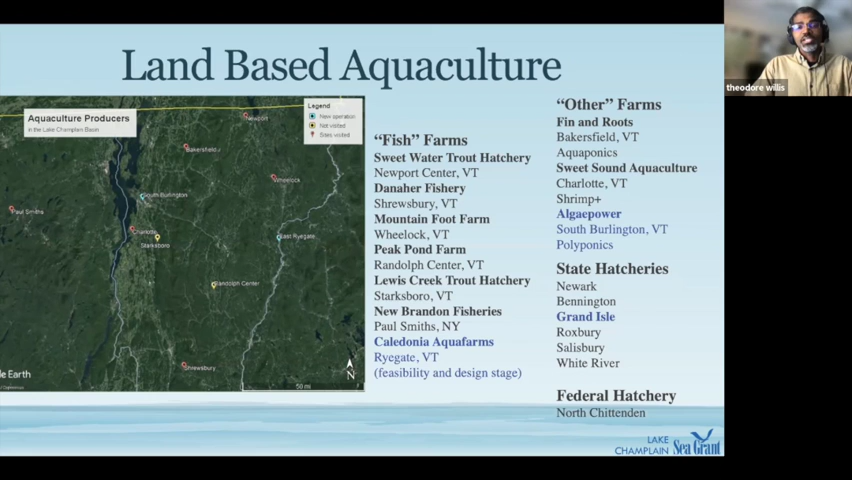 Land Based Aquaculture
Aquaculture Producers
in the Lake Champlain Basin
Legend
New operation
Not visited
Sites visited
Newport
Bakersfield
Wheelock
South Burlington
Paul Smiths
Charlotte
Starksboro
East Ryegate
Randolph Center
Shrewsbury
le Earth
N
50 mi
“Fish” Farms
Sweet Water Trout Hatchery
Newport Center, VT
Danaher Fishery
Shrewsbury, VT
Mountain Foot Farm
Wheelock, VT
Peak Pond Farm
Randolph Center, VT
Lewis Creek Trout Hatchery
Starksboro, VT
New Brandon Fisheries
Paul Smiths, NY
Caledonia Aquafarms
Ryegate, VT
(feasibility and design stage)
“Other” Farms
Fin and Roots
Bakersfield, VT
Aquaponics
Sweet Sound Aquaculture
Charlotte, VT
Shrimp+
Algaepower
South Burlington, VT
Polyponics
State Hatcheries
Newark
Bennington
Grand Isle
Roxbury
Salisbury
White River
Federal Hatchery
North Chittenden
LAKE
CHAMPLAIN
Sea Grant
theodore willis